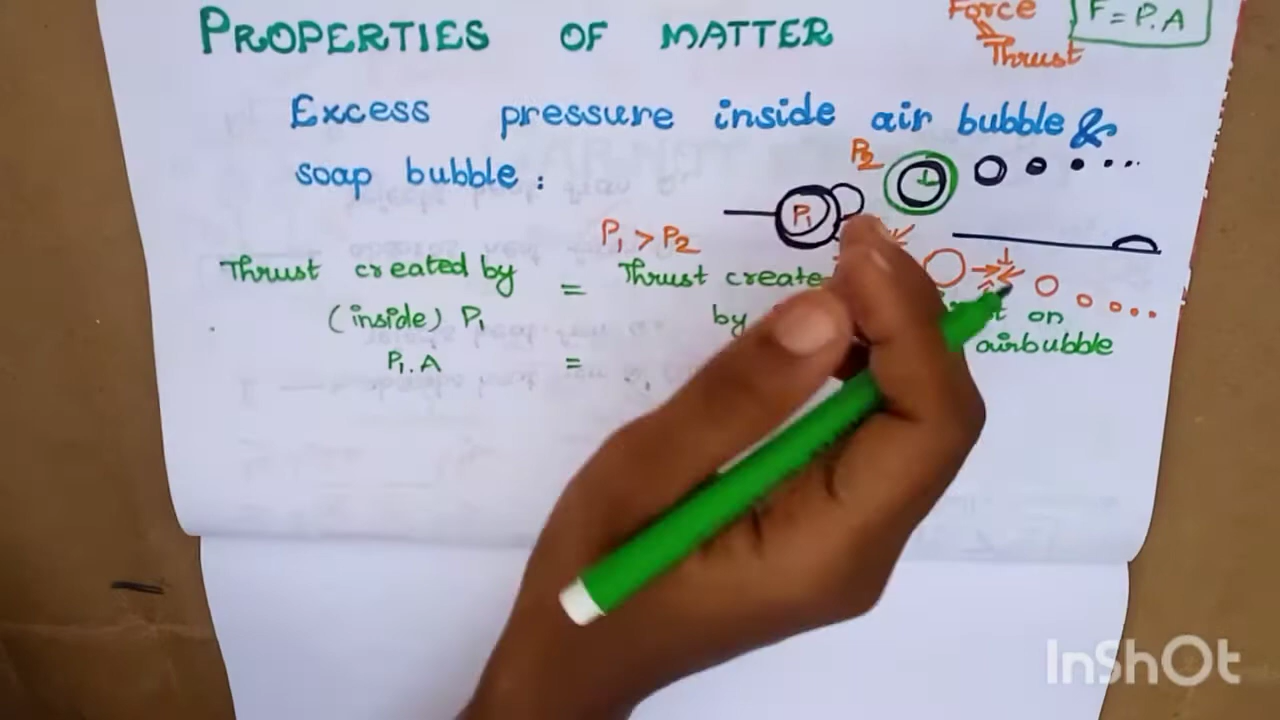 PROPERTIES OF MATTER
Force
Thrust
F = P.A
Excess pressure inside air bubble &
soap bubble :
P2
P1
P1 > P2
Thrust created by = Thrust create
(inside) P1 by on
airbubble
P1.A =
InShOt